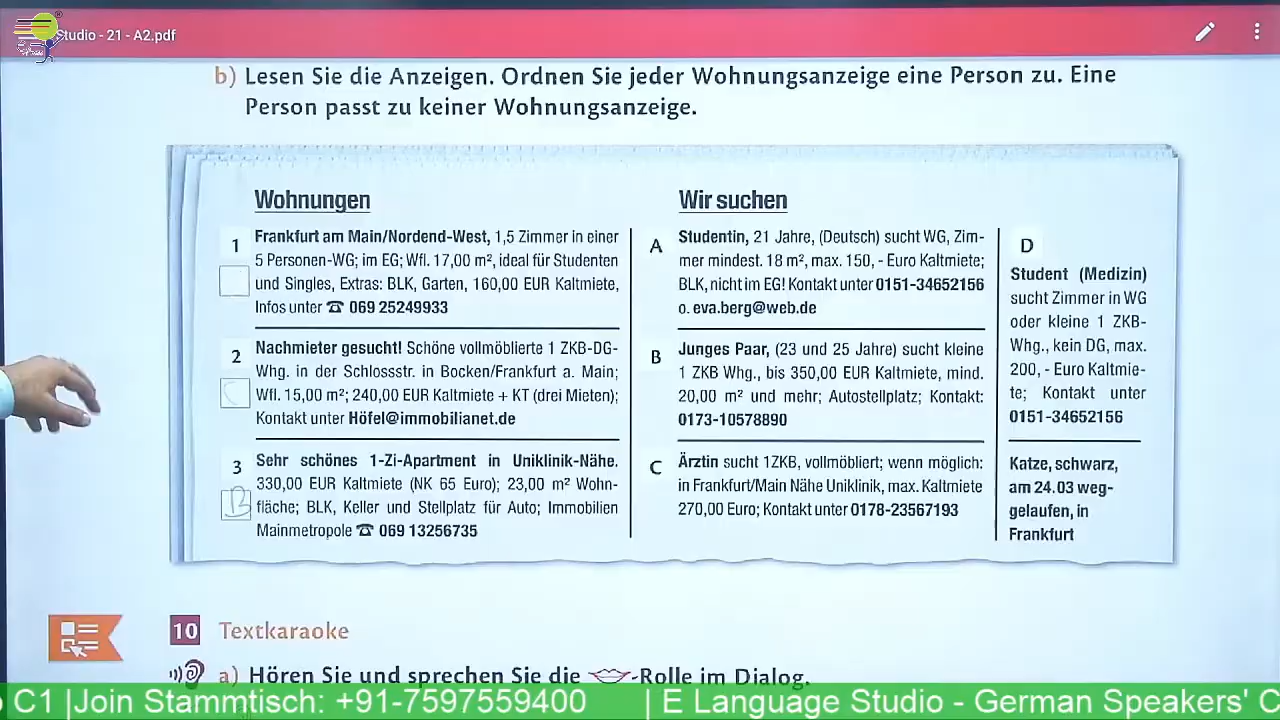 Studio - 21 - A2.pdf
b) Lesen Sie die Anzeigen. Ordnen Sie jeder Wohnungsanzeige eine Person zu. Eine
Person passt zu keiner Wohnungsanzeige.
Wohnungen
1
Frankfurt am Main/Nordend-West, 1,5 Zimmer in einer
5 Personen-WG; im EG; Wfl. 17,00 m², ideal für Studenten
und Singles, Extras: BLK, Garten, 160,00 EUR Kaltmiete,
Infos unter ☎ 069 25249933
2
Nachmieter gesucht! Schöne vollmöblierte 1 ZKB-DG-
Whg. in der Schlossstr. in Bocken/Frankfurt a. Main;
Wfl. 15,00 m²; 240,00 EUR Kaltmiete + KT (drei Mieten);
Kontakt unter Höfel@immobilianet.de
C
3
Sehr schönes 1-Zi-Apartment in Uniklinik-Nähe.
330,00 EUR Kaltmiete (NK 65 Euro); 23,00 m² Wohn-
fläche; BLK, Keller und Stellplatz für Auto; Immobilien
Mainmetropole ☎ 069 13256735
B
Wir suchen
A
Studentin, 21 Jahre, (Deutsch) sucht WG, Zim-
mer mindest. 18 m², max. 150, - Euro Kaltmiete;
BLK, nicht im EG! Kontakt unter 0151-34652156
o. eva.berg@web.de
B
Junges Paar, (23 und 25 Jahre) sucht kleine
1 ZKB Whg., bis 350,00 EUR Kaltmiete, mind.
20,00 m² und mehr; Autostellplatz; Kontakt:
0173-10578890
C
Ärztin sucht 1ZKB, vollmöbliert; wenn möglich:
in Frankfurt/Main Nähe Uniklinik, max. Kaltmiete
270,00 Euro; Kontakt unter 0178-23567193
D
Student (Medizin)
sucht Zimmer in WG
oder kleine 1 ZKB-
Whg., kein DG, max.
200, - Euro Kaltmie-
te; Kontakt unter
0151-34652156
Katze, schwarz,
am 24.03 weg-
gelaufen, in
Frankfurt
10 Textkaraoke
a) Hören Sie und sprechen Sie die -Rolle im Dialog.
C1 |Join Stammtisch: +91-7597559400 | E Language Studio - German Speakers' C